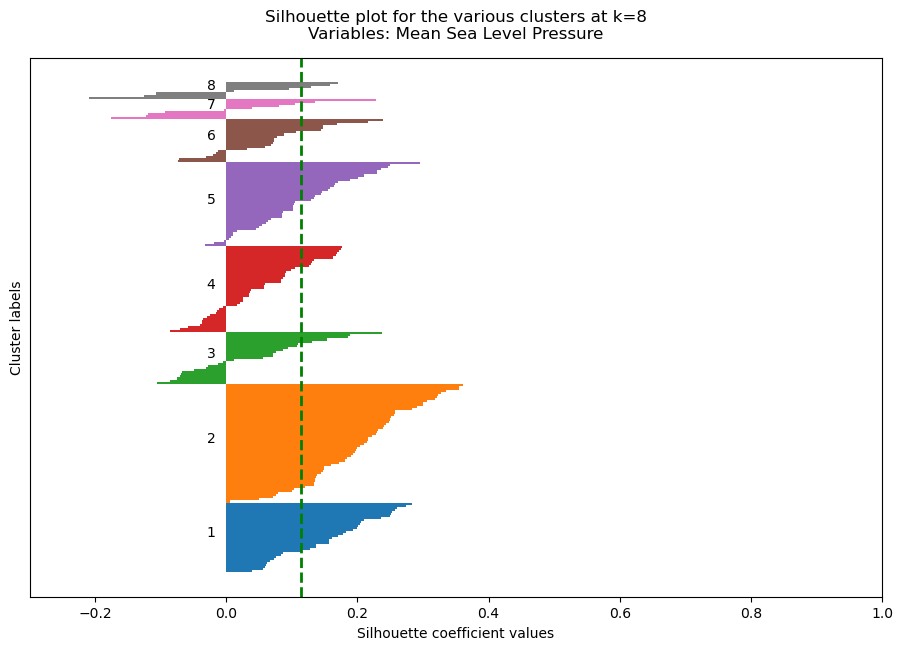 Silhouette plot for the various clusters at k=8
Variables: Mean Sea Level Pressure
8
7
6
5
4
3
2
1
Cluster labels
−0.2 0.0 0.2 0.4 0.6 0.8 1.0
Silhouette coefficient values